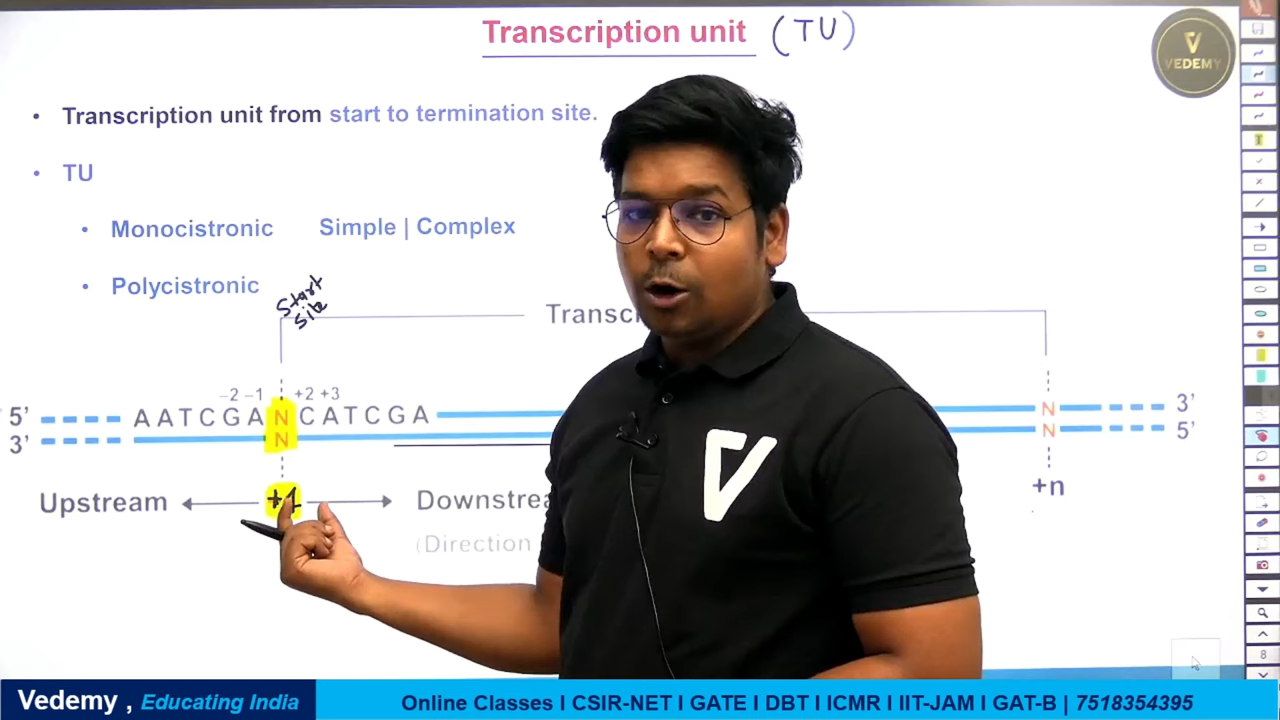 Transcription unit (TU)
VEDEMY
Transcription unit from start to termination site.
TU
Monocistronic Simple | Complex
Polycistronic
Start site
–2 –1 +2 +3
5' AATCGA N CATCGA N 3'
3' N N 5'
Upstream +1
+n
(Direction
8
Vedemy , Educating India
Online Classes I CSIR-NET I GATE I DBT I ICMR I IIT-JAM I GAT-B | 7518354395